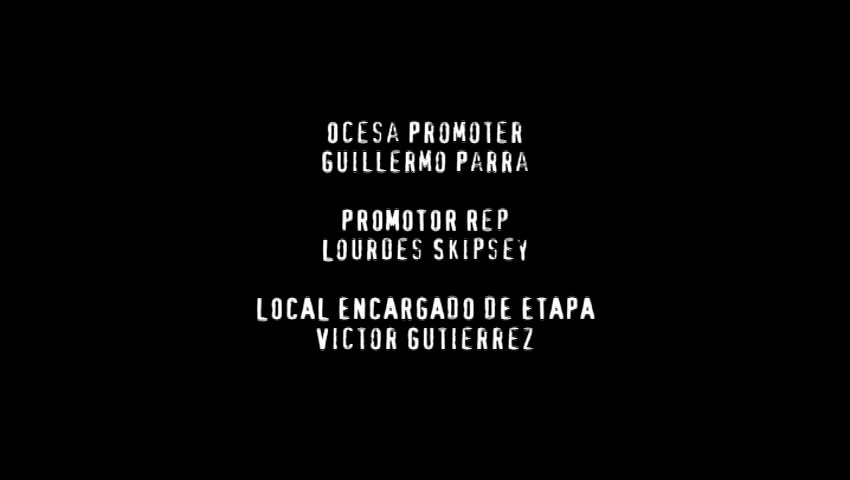 OCESA PROMOTER
GUILLERMO PARRA
PROMOTOR REP
LOURDES SKIPSEY
LOCAL ENCARGADO DE ETAPA
VICTOR GUTIERREZ